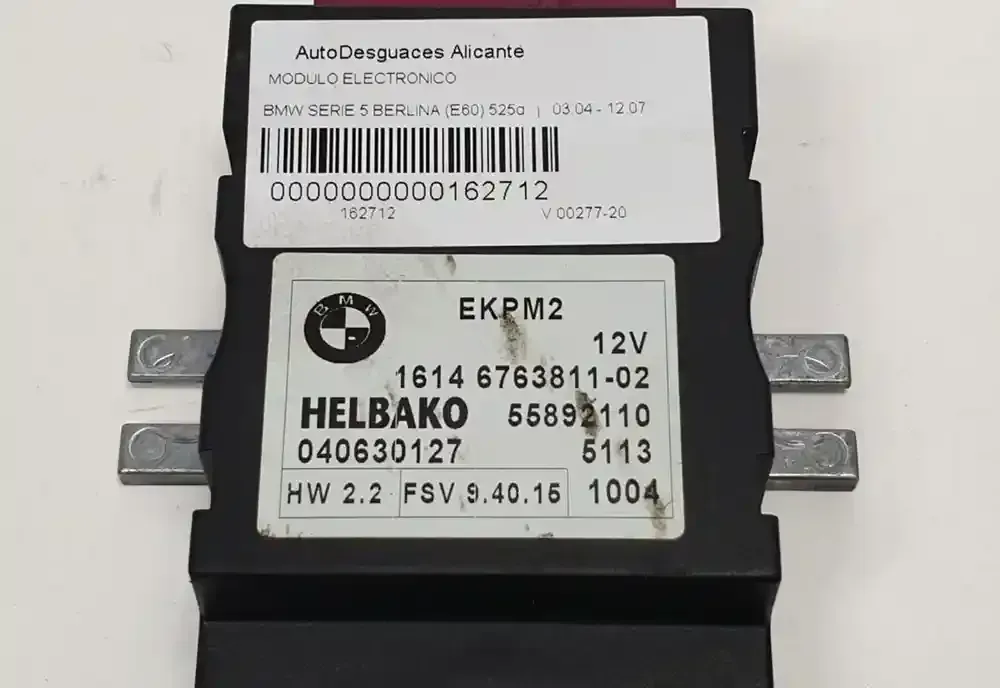 AutoDesguaces Alicante
MODULO ELECTRONICO
BMW SERIE 5 BERLINA (E60) 525d | 03.04 - 12.07
0000000000162712
162712 V 00277-20
BMW
EKPM2
12V
1614 6763811-02
HELBAKO 55892110
040630127 5113
HW 2.2 FSV 9.40.15 1004